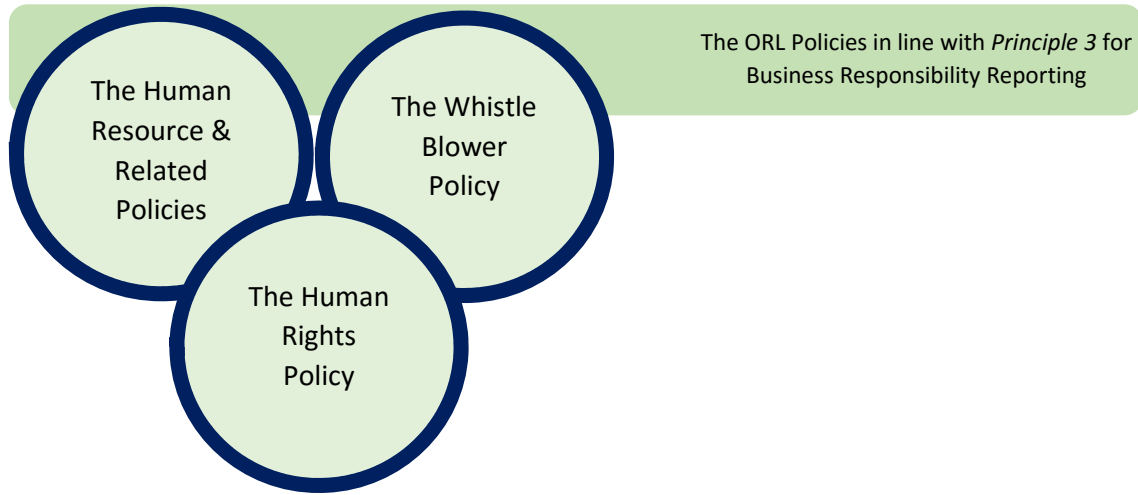 The ORL Policies in line with Principle 3 for
Business Responsibility Reporting
The Human
Resource &
Related
Policies
The Whistle
Blower
Policy
The Human
Rights
Policy